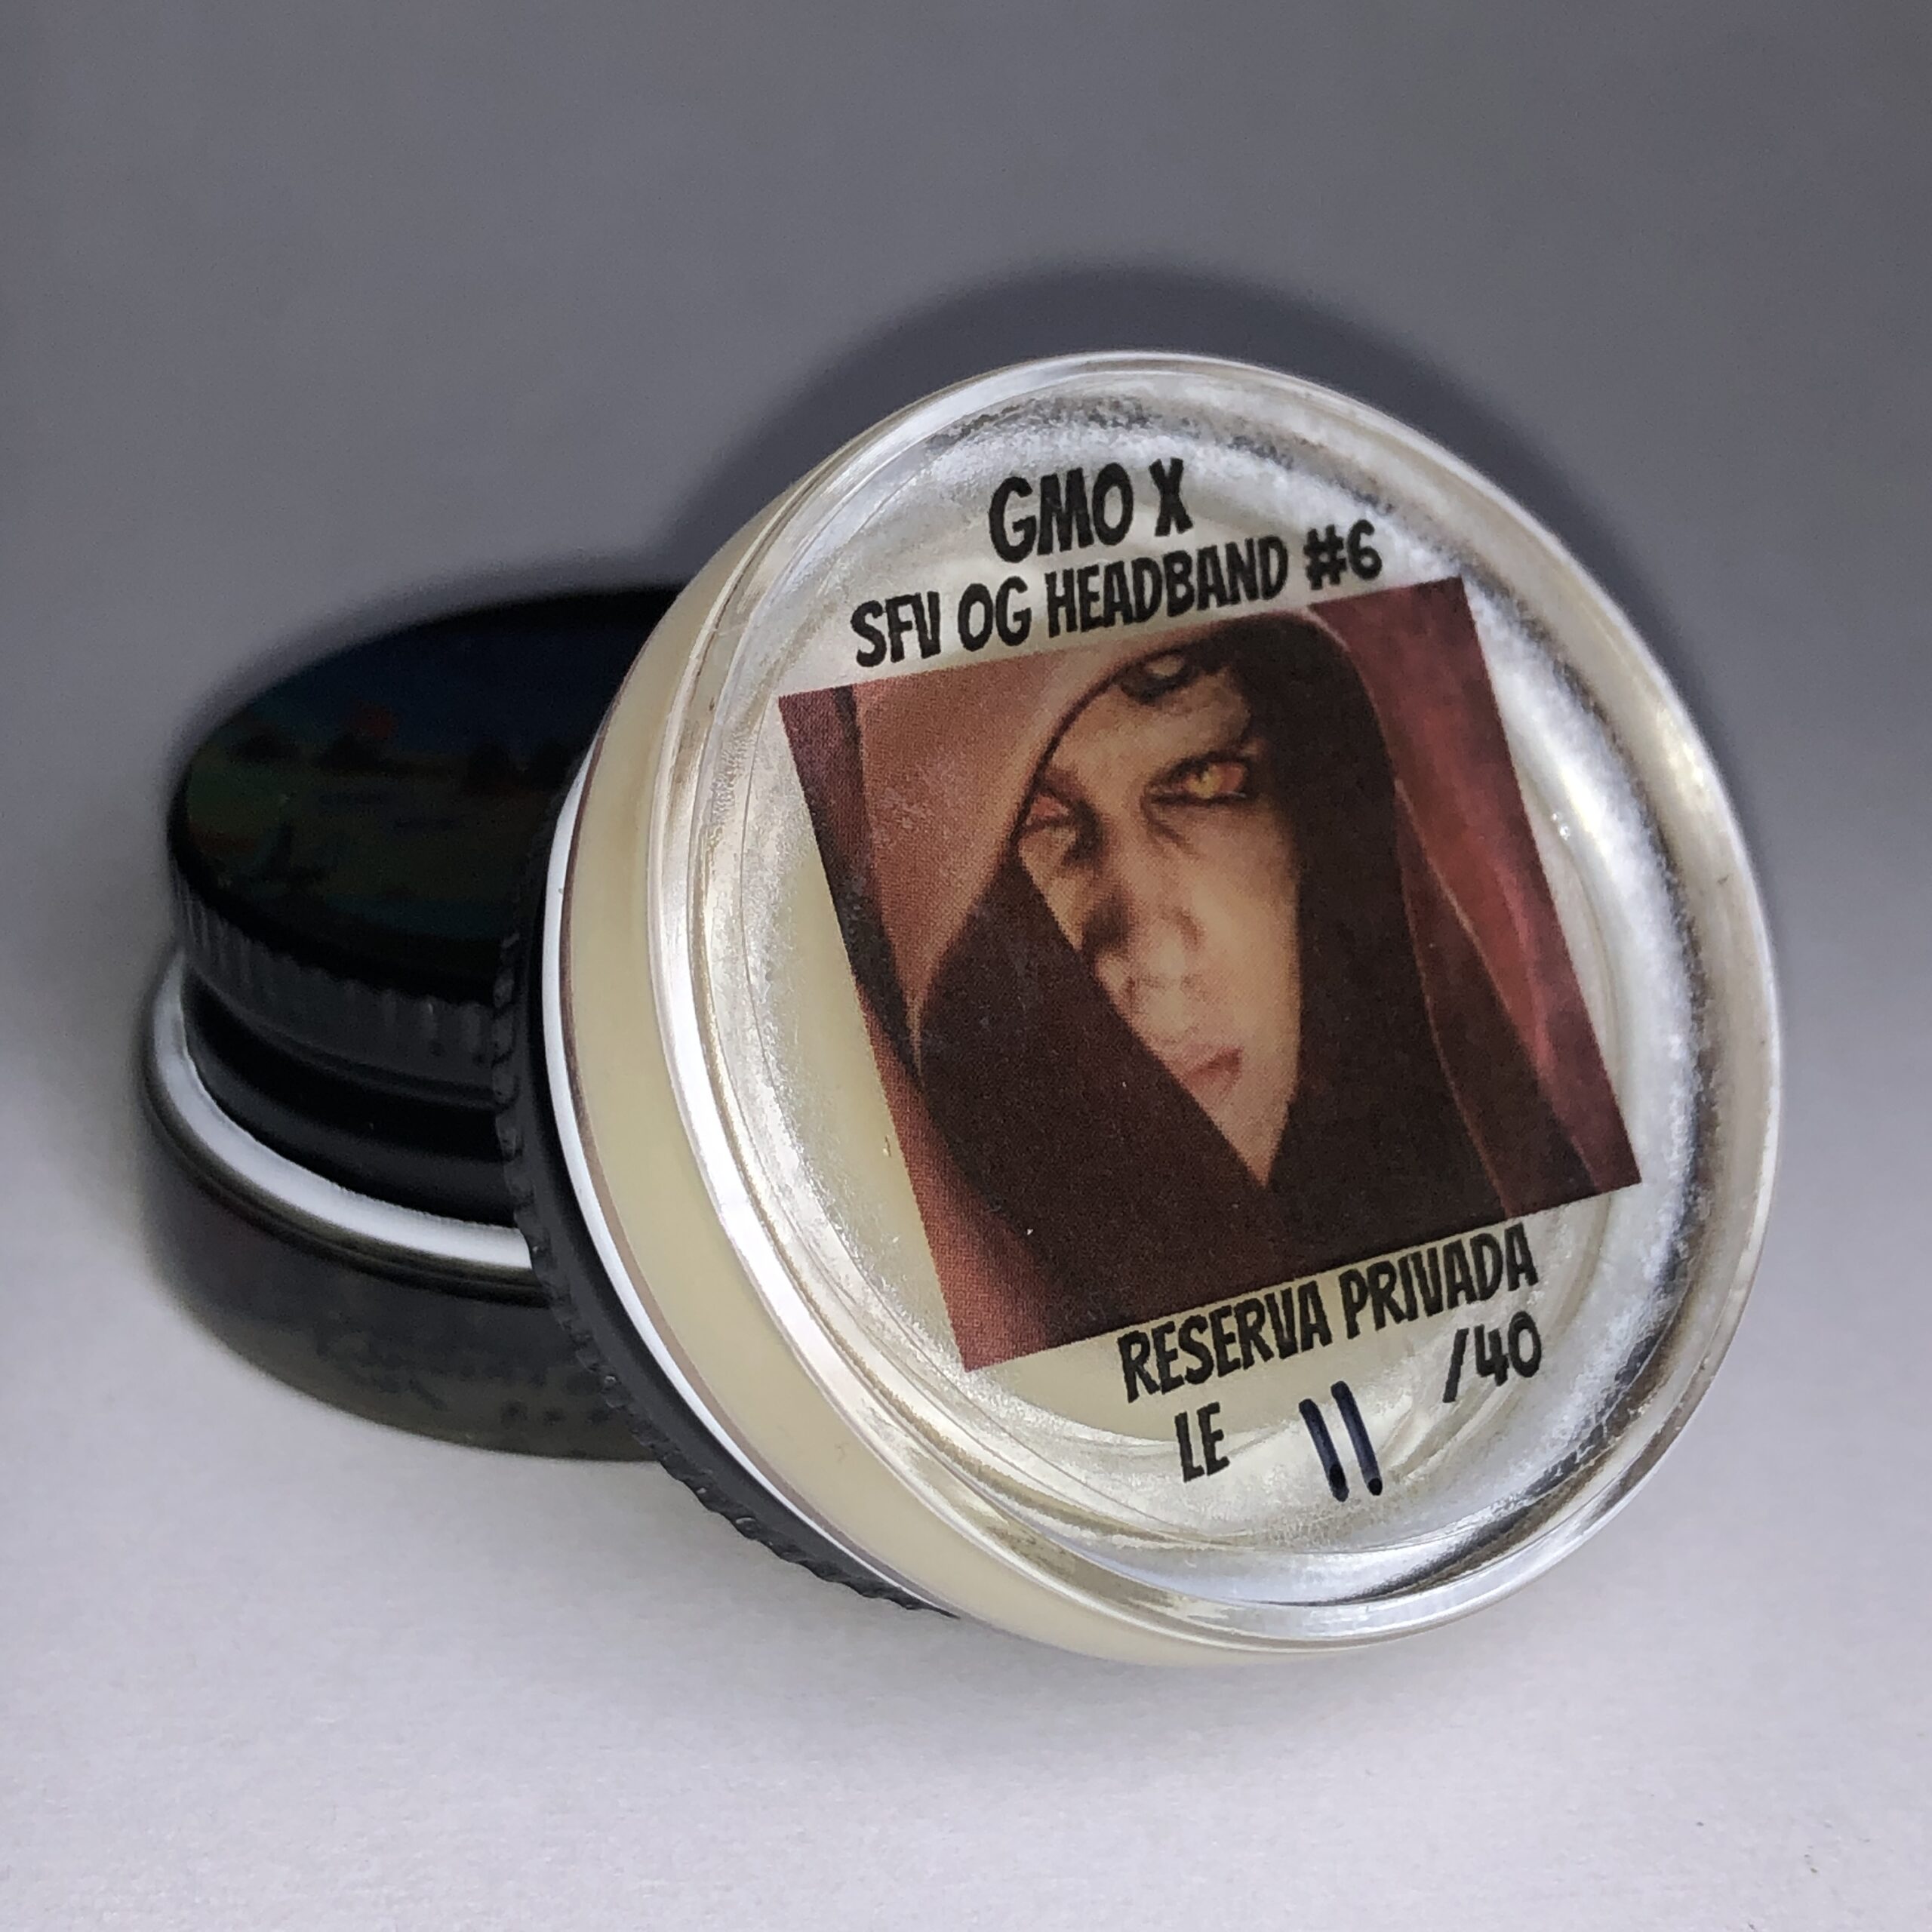 GMO X
SFV OG HEADBAND #6
RESERVA PRIVADA
LE 11 /40